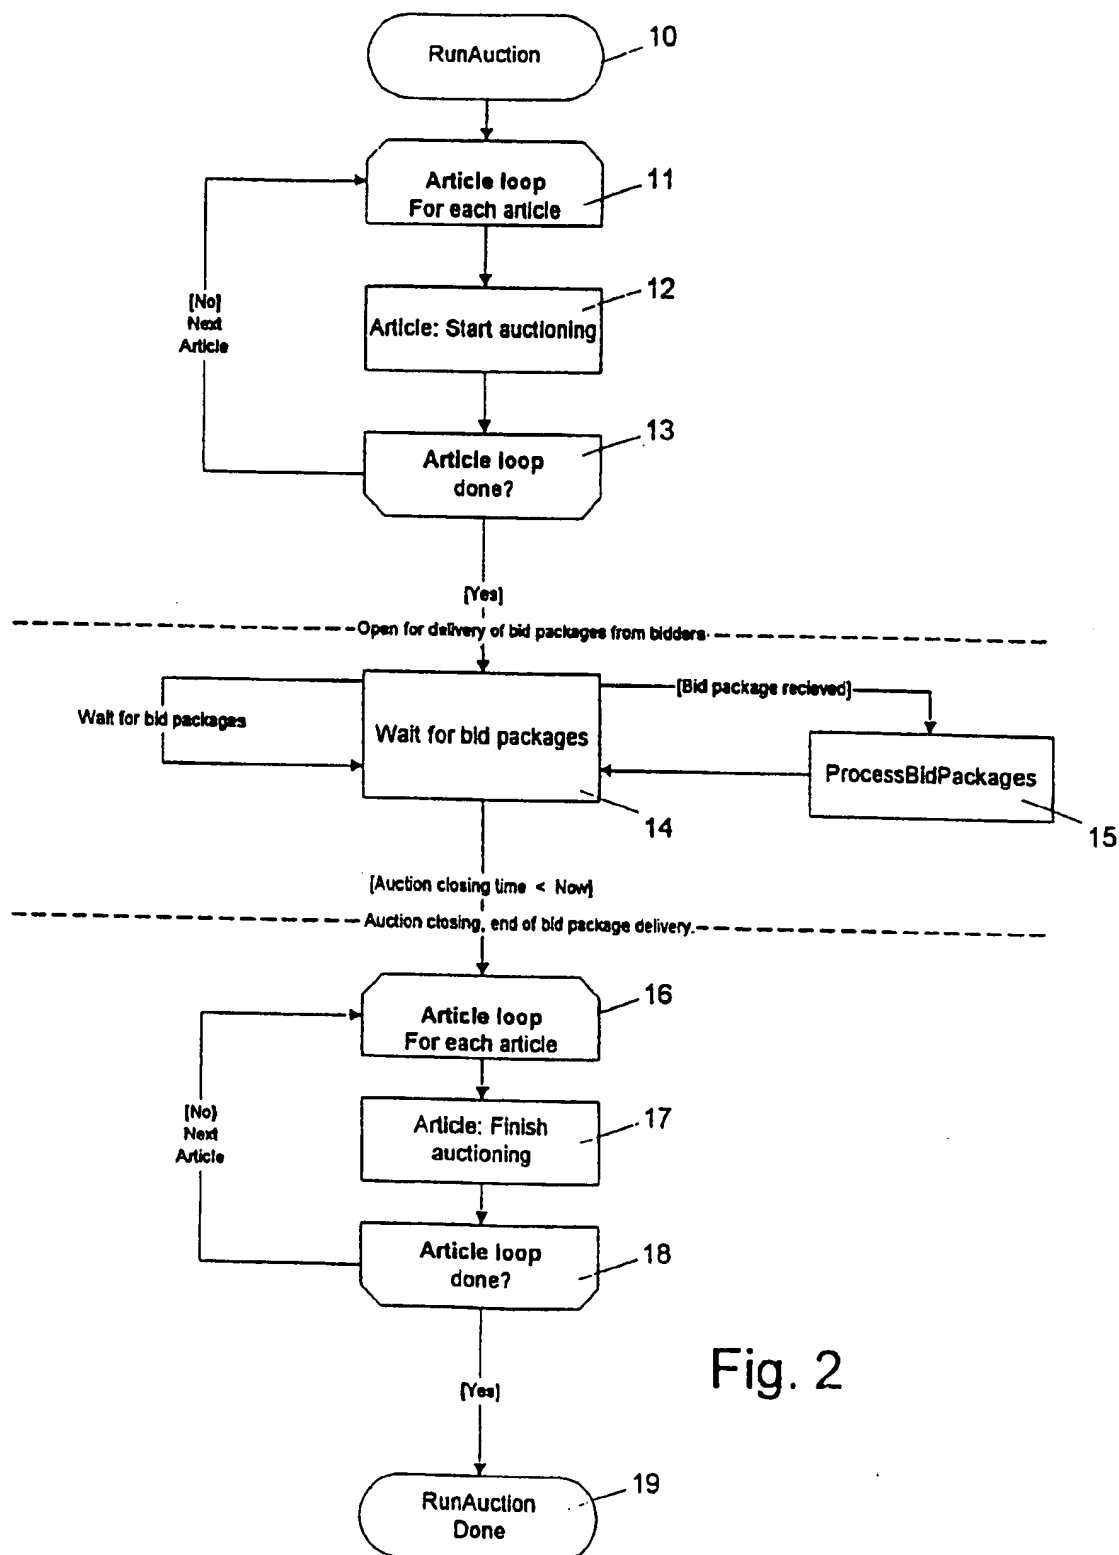 RunAuction
10
Article loop
For each article
11
[No]
Next
Article
12
Article: Start auctioning
13
Article loop
done?
[Yes]
Open for delivery of bid packages from bidders
Wait for bid packages
Wait for bid packages
[Bid package recieved]
ProcessBidPackages
14
15
[Auction closing time < Now]
Auction closing, end of bid package delivery.
16
Article loop
For each article
[No]
Next
Article
Article: Finish
auctioning
17
Article loop
done?
18
Fig. 2
[Yes]
RunAuction
Done
19